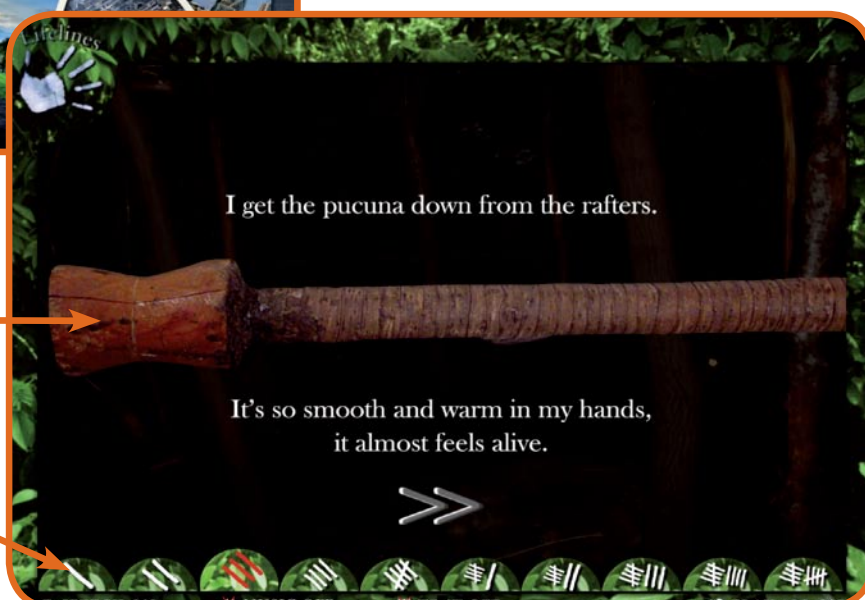 Lifelines
I get the pucuna down from the rafters.
It's so smooth and warm in my hands,
it almost feels alive.